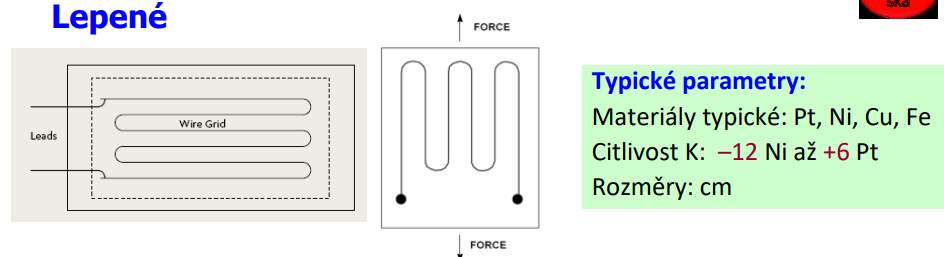 Lepené
ská
FORCE
Leads
Wire Grid
FORCE
Typické parametry:
Materiály typické: Pt, Ni, Cu, Fe
Citlivost K: –12 Ni až +6 Pt
Rozměry: cm